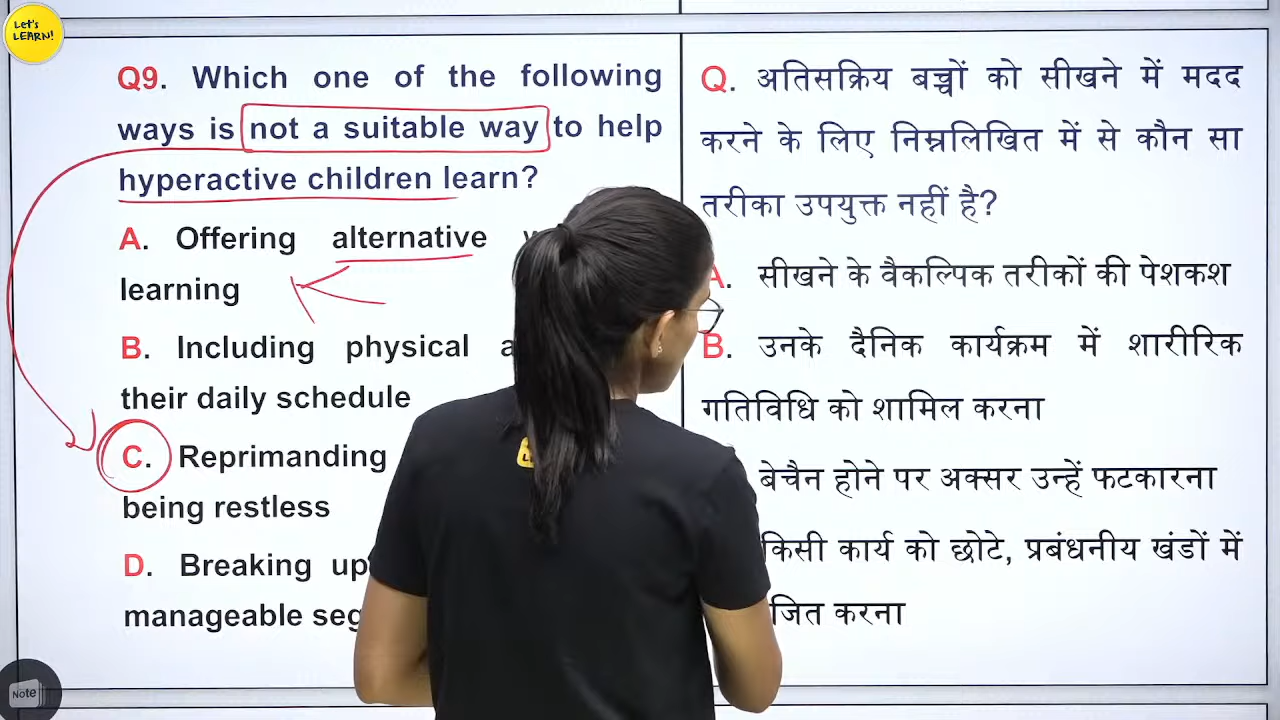 Let's
LEARN!
Q9. Which one of the following
ways is not a suitable way to help
hyperactive children learn?
A. Offering alternative
learning
B. Including physical
their daily schedule
C. Reprimanding
being restless
D. Breaking up
manageable
Q. अतिसक्रिय बच्चों को सीखने में मदद
करने के लिए निम्नलिखित में से कौन सा
तरीका उपयुक्त नहीं है?
A. सीखने के वैकल्पिक तरीकों की पेशकश
B. उनके दैनिक कार्यक्रम में शारीरिक
गतिविधि को शामिल करना
बेचैन होने पर अक्सर उन्हें फटकारना
किसी कार्य को छोटे, प्रबंधनीय खंडों में
करना
Note